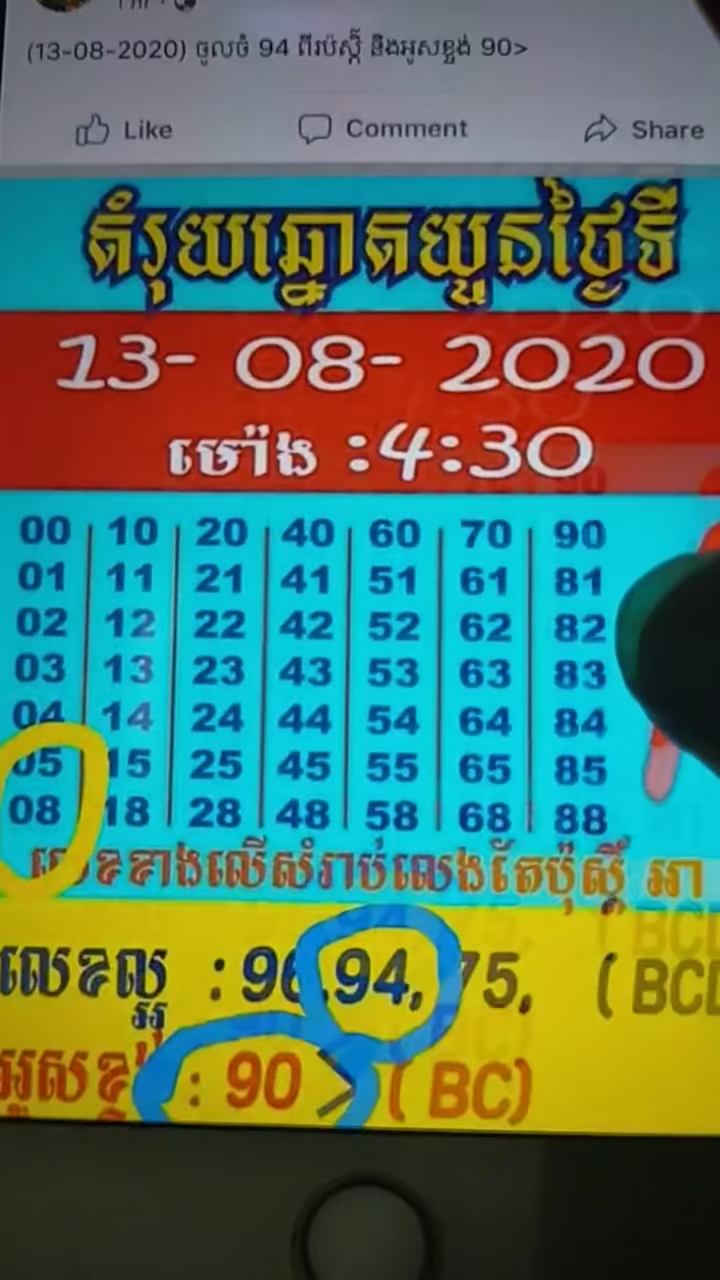 (13-08-2020) ចូលចំ 94 ពីរប៉ស្តិ៍ និងអូសខ្ទង់ 90>
Like Comment Share
តំរុយឆ្នោតយួនថ្ងៃទី
13- 08- 2020
ម៉ោង :4:30
00 10 20 40 60 70 90
01 11 21 41 51 61 81
02 12 22 42 52 62 82
03 13 23 43 53 63 83
04 14 24 44 54 64 84
05 15 25 45 55 65 85
08 18 28 48 58 68 88
លេខខាងលើសំរាប់លេងតែប៉ុស្តិ៍ អា
លេខល្អ : 96,94, 75, (BCD
: 90 > ( BC)